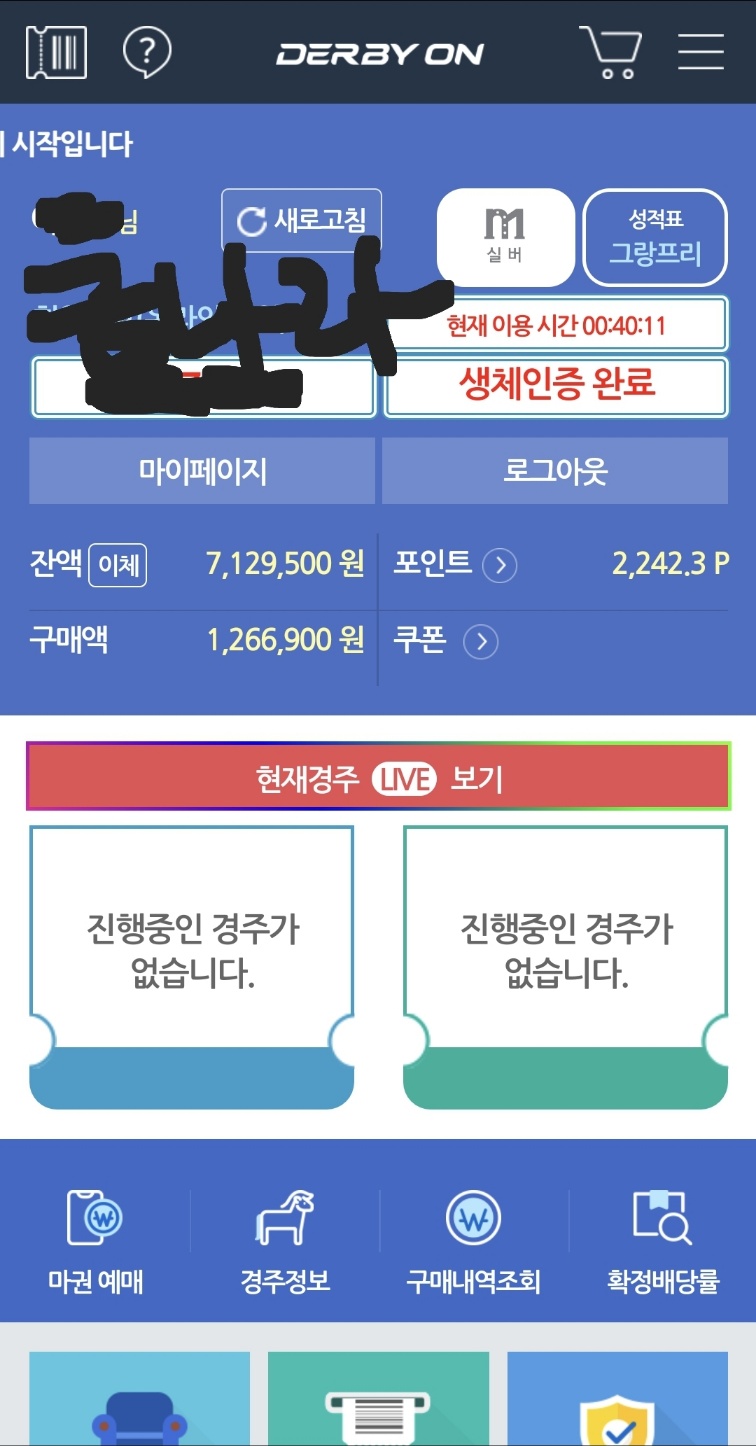 DERBY ON
시작입니다
님
새로고침
실버
성적표
그랑프리
현재 이용 시간 00:40:11
생체인증 완료
마이페이지
로그아웃
잔액 이체 7,129,500 원
포인트 2,242.3 P
구매액 1,266,900 원
쿠폰
현재경주 LIVE 보기
진행중인 경주가
없습니다.
진행중인 경주가
없습니다.
마권 예매
경주정보
구매내역조회
확정배당률